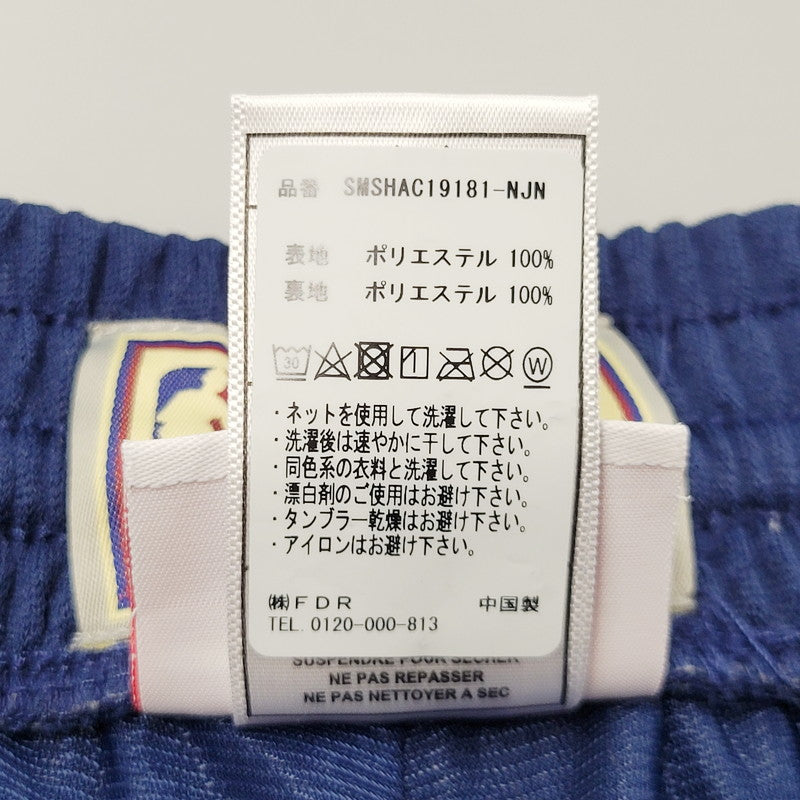 品番 SMSHAC19181-NJN
表地 ポリエステル 100%
裏地 ポリエステル 100%
30 W
・ネットを使用して洗濯して下さい。
・洗濯後は速やかに干して下さい。
・同色系の衣料と洗濯して下さい。
・漂白剤のご使用はお避け下さい。
・タンブラー乾燥はお避け下さい。
・アイロンはお避け下さい。
㈱FDR 中国製
TEL. 0120-000-813
SUSPENDRE POUR SECHER
NE PAS REPASSER
NE PAS NETTOYER A SEC